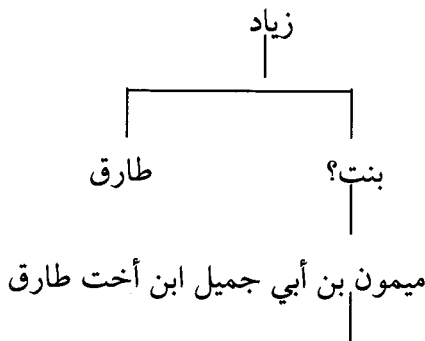 زياد
بنت؟ طارق
ميمون بن أبي جميل ابن أخت طارق